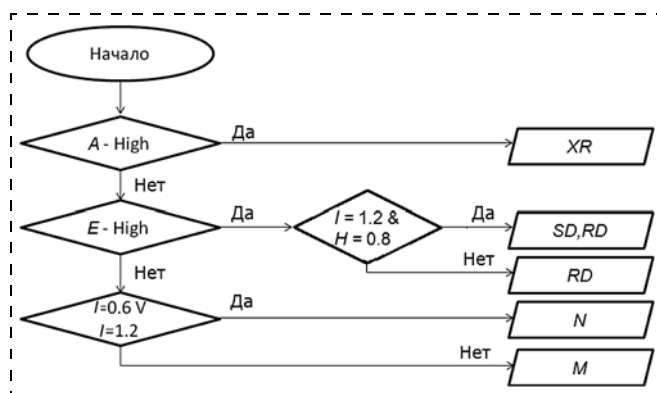 Начало
A - High
Да
XR
Нет
E - High
Да
I = 1.2 &
H = 0.8
Да
SD,RD
Нет
RD
Нет
I=0.6 V
I=1.2
Да
N
Нет
M